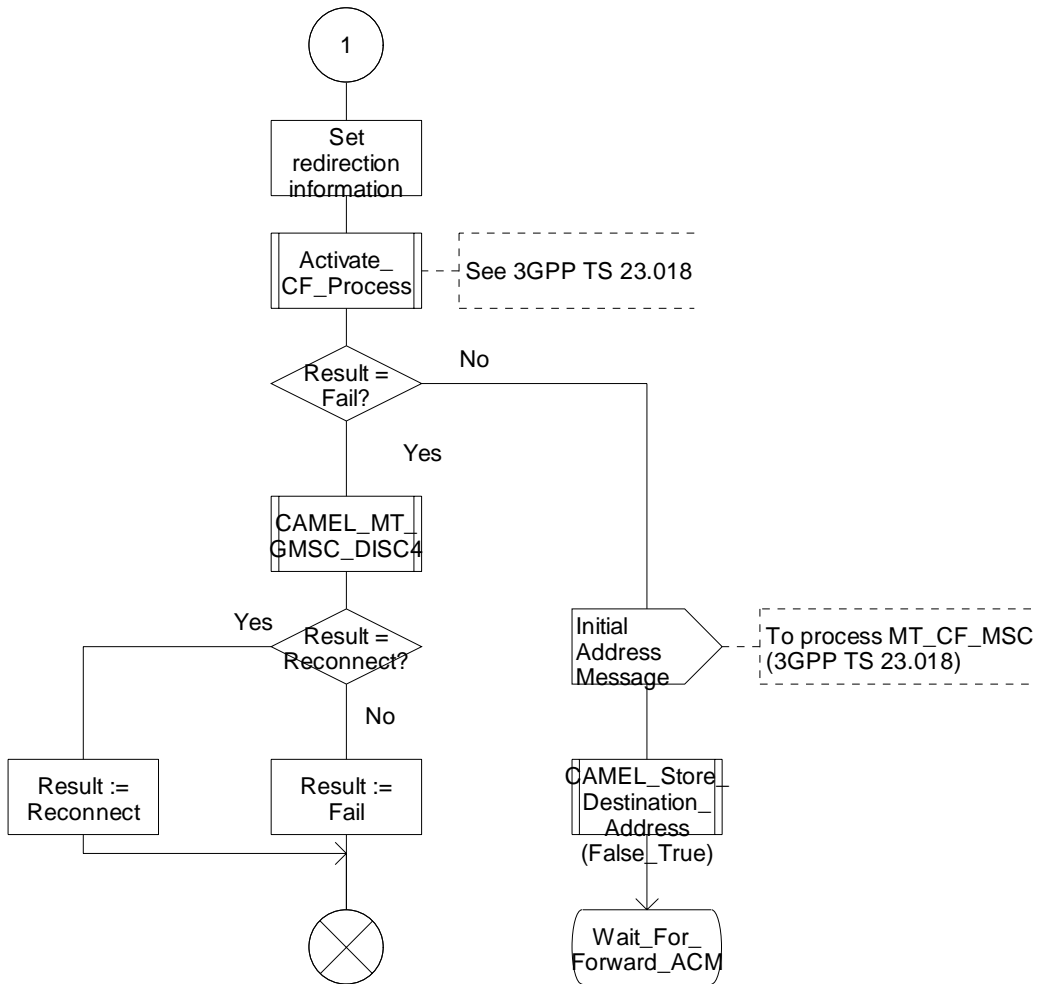 1
Set
redirection
information
Activate_
CF_Process
See 3GPP TS 23.018
Result =
Fail?
No
Yes
CAMEL_MT_
GMSC_DISC4
Yes
Result =
Reconnect?
No
Initial
Address
Message
To process MT_CF_MSC
(3GPP TS 23.018)
Result :=
Reconnect
Result :=
Fail
CAMEL_Store_
Destination_
Address
(False_True)
Wait_For_
Forward_ACM